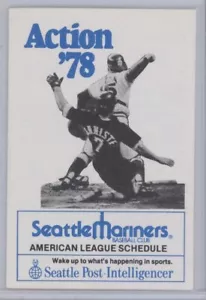 Action
'78
Seattle Mariners®
BASEBALL CLUB
AMERICAN LEAGUE SCHEDULE
Wake up to what's happening in sports.
Seattle Post-Intelligencer